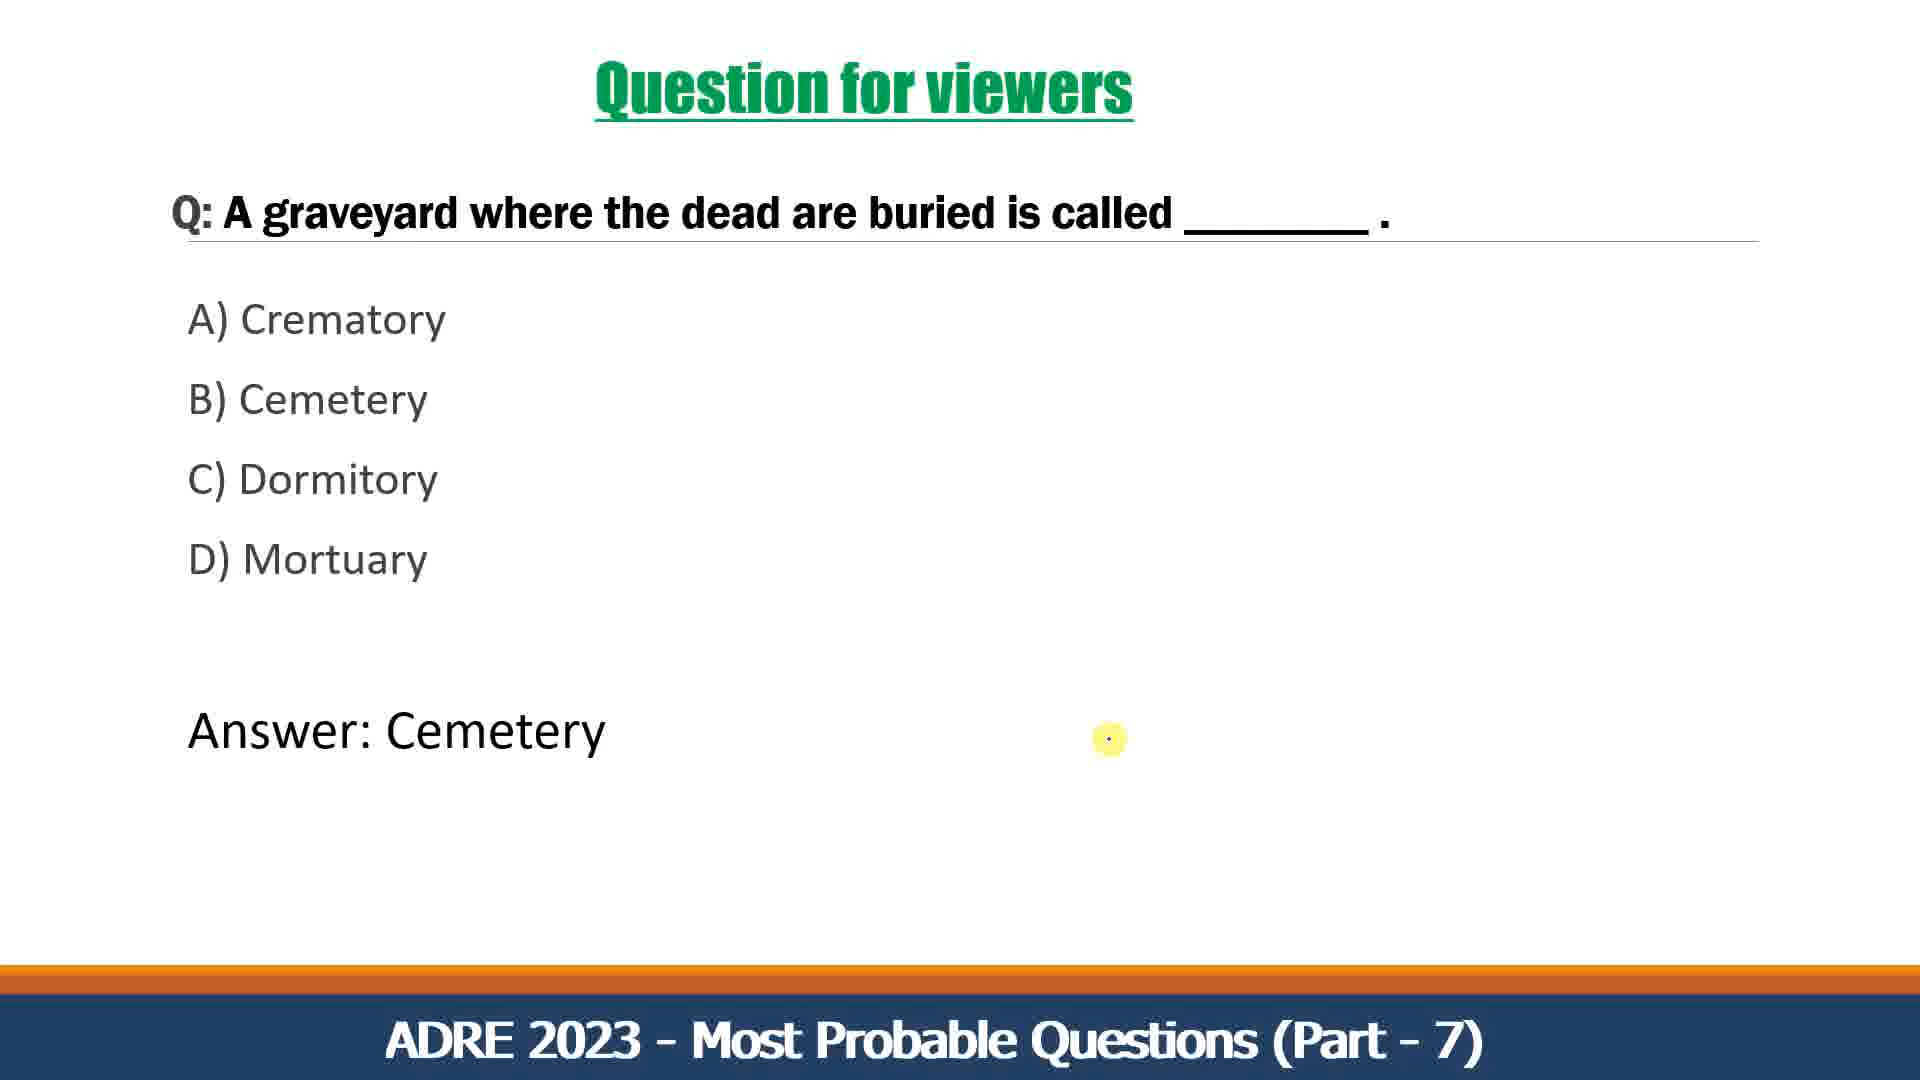 Question for viewers
Q: A graveyard where the dead are buried is called ________ .
A) Crematory
B) Cemetery
C) Dormitory
D) Mortuary
Answer: Cemetery
ADRE 2023 - Most Probable Questions (Part - 7)